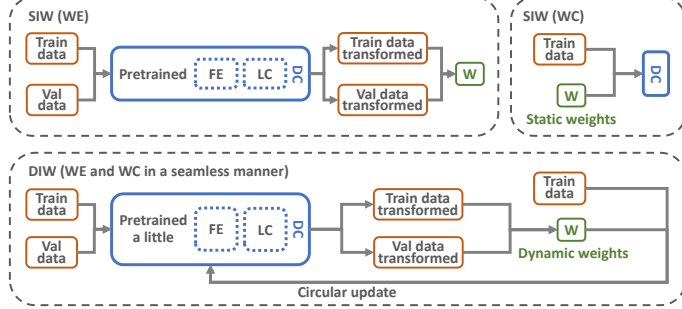 SIW (WE)
Train data
Val data
Pretrained
FE
LC
DC
Train data transformed
Val data transformed
W
SIW (WC)
Train data
W
Static weights
DC
DIW (WE and WC in a seamless manner)
Train data
Val data
Pretrained a little
FE
LC
DC
Train data transformed
Val data transformed
Train data
W
Dynamic weights
Circular update